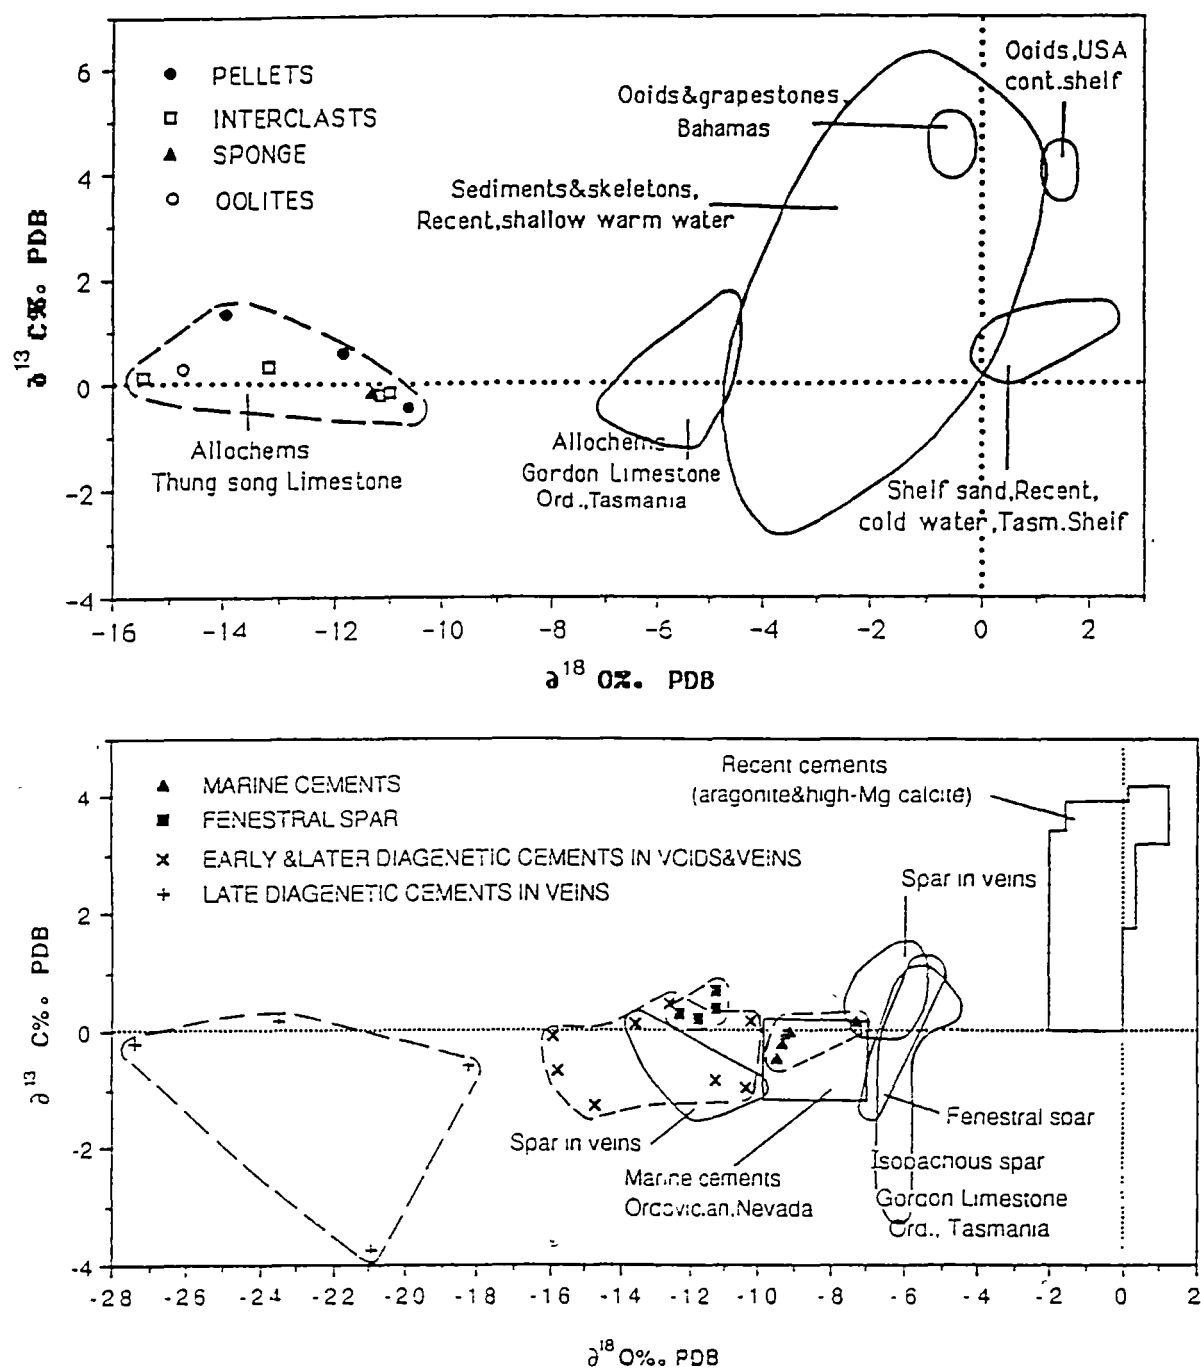 PELLETS
INTERCLASTS
SPONGE
OOLITES
Ooids&grapestones,
Bahamas
Ooids,USA
cont.shelf
Sediments&skeletons,
Recent,shallow warm water
Allochems
Thung song Limestone
Allochems
Gordon Limestone
Ord.,Tasmania
Shelf sand,Recent,
cold water,Tasm.Shelf
6
4
2
0
-2
-4
∂13 C‰ PDB
-16 -14 -12 -10 -8 -6 -4 -2 0 2
∂18 O‰ PDB
MARINE CEMENTS
FENESTRAL SPAR
EARLY &LATER DIAGENETIC CEMENTS IN VOIDS&VEINS
LATE DIAGENETIC CEMENTS IN VEINS
Recent cements
(aragonite&high-Mg calcite)
Spar in veins
Spar in veins
Fenestral spar
Marine cements
Ordovician,Nevada
Isopachous spar
Gordon Limestone
Ord., Tasmania
4
2
0
-2
-4
∂13 C‰ PDB
-28 -26 -24 -22 -20 -18 -16 -14 -12 -10 -8 -6 -4 -2 0 2
∂18 O‰ PDB